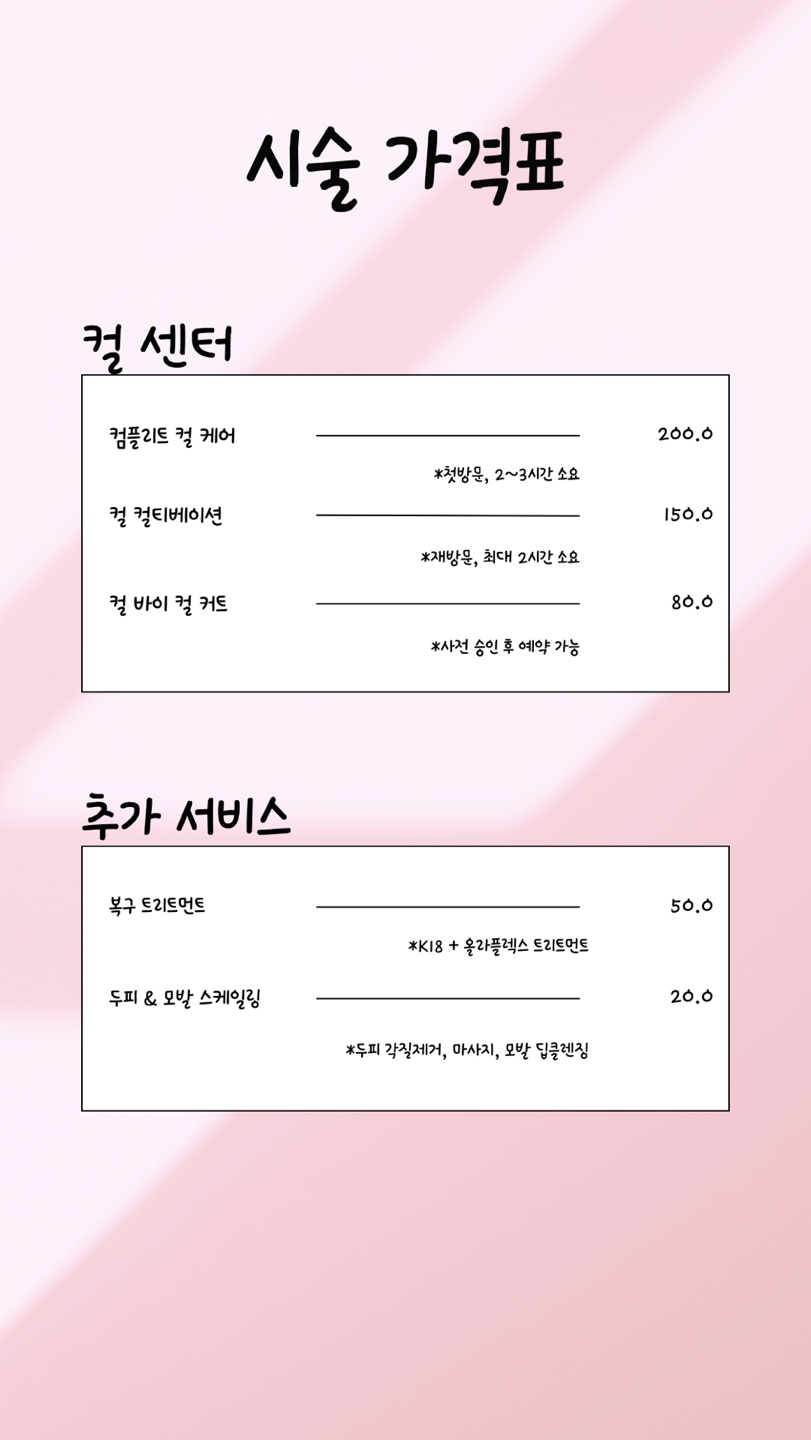 시술 가격표
컬 센터
컴플리트 컬 케어 200.0
*첫방문, 2~3시간 소요
컬 컬티베이션 150.0
*재방문, 최대 2시간 소요
컬 바이 컬 커트 80.0
*사전 승인 후 예약 가능
추가 서비스
복구 트리트먼트 50.0
*K18 + 올라플렉스 트리트먼트
두피 & 모발 스케일링 20.0
*두피 각질제거, 마사지, 모발 딥클렌징